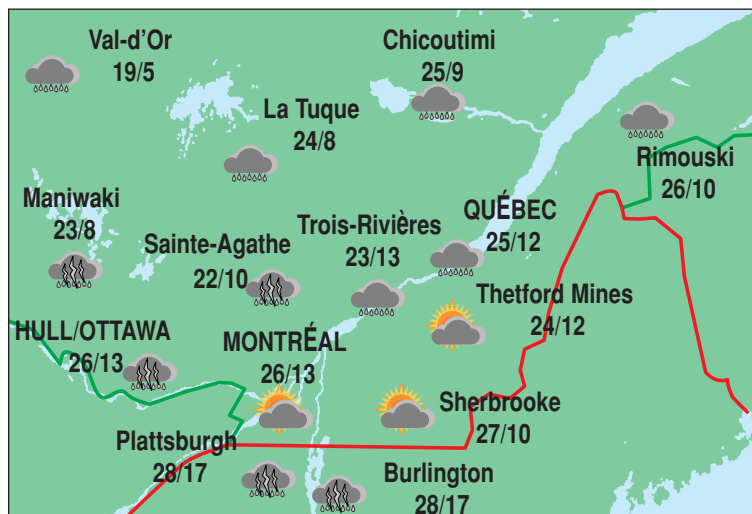 Val-d'Or
19/5
Chicoutimi
25/9
La Tuque
24/8
Rimouski
26/10
Maniwaki
23/8
Sainte-Agathe
22/10
Trois-Rivières
23/13
QUÉBEC
25/12
Thetford Mines
24/12
HULL/OTTAWA
26/13
MONTRÉAL
26/13
Sherbrooke
27/10
Plattsburgh
28/17
Burlington
28/17